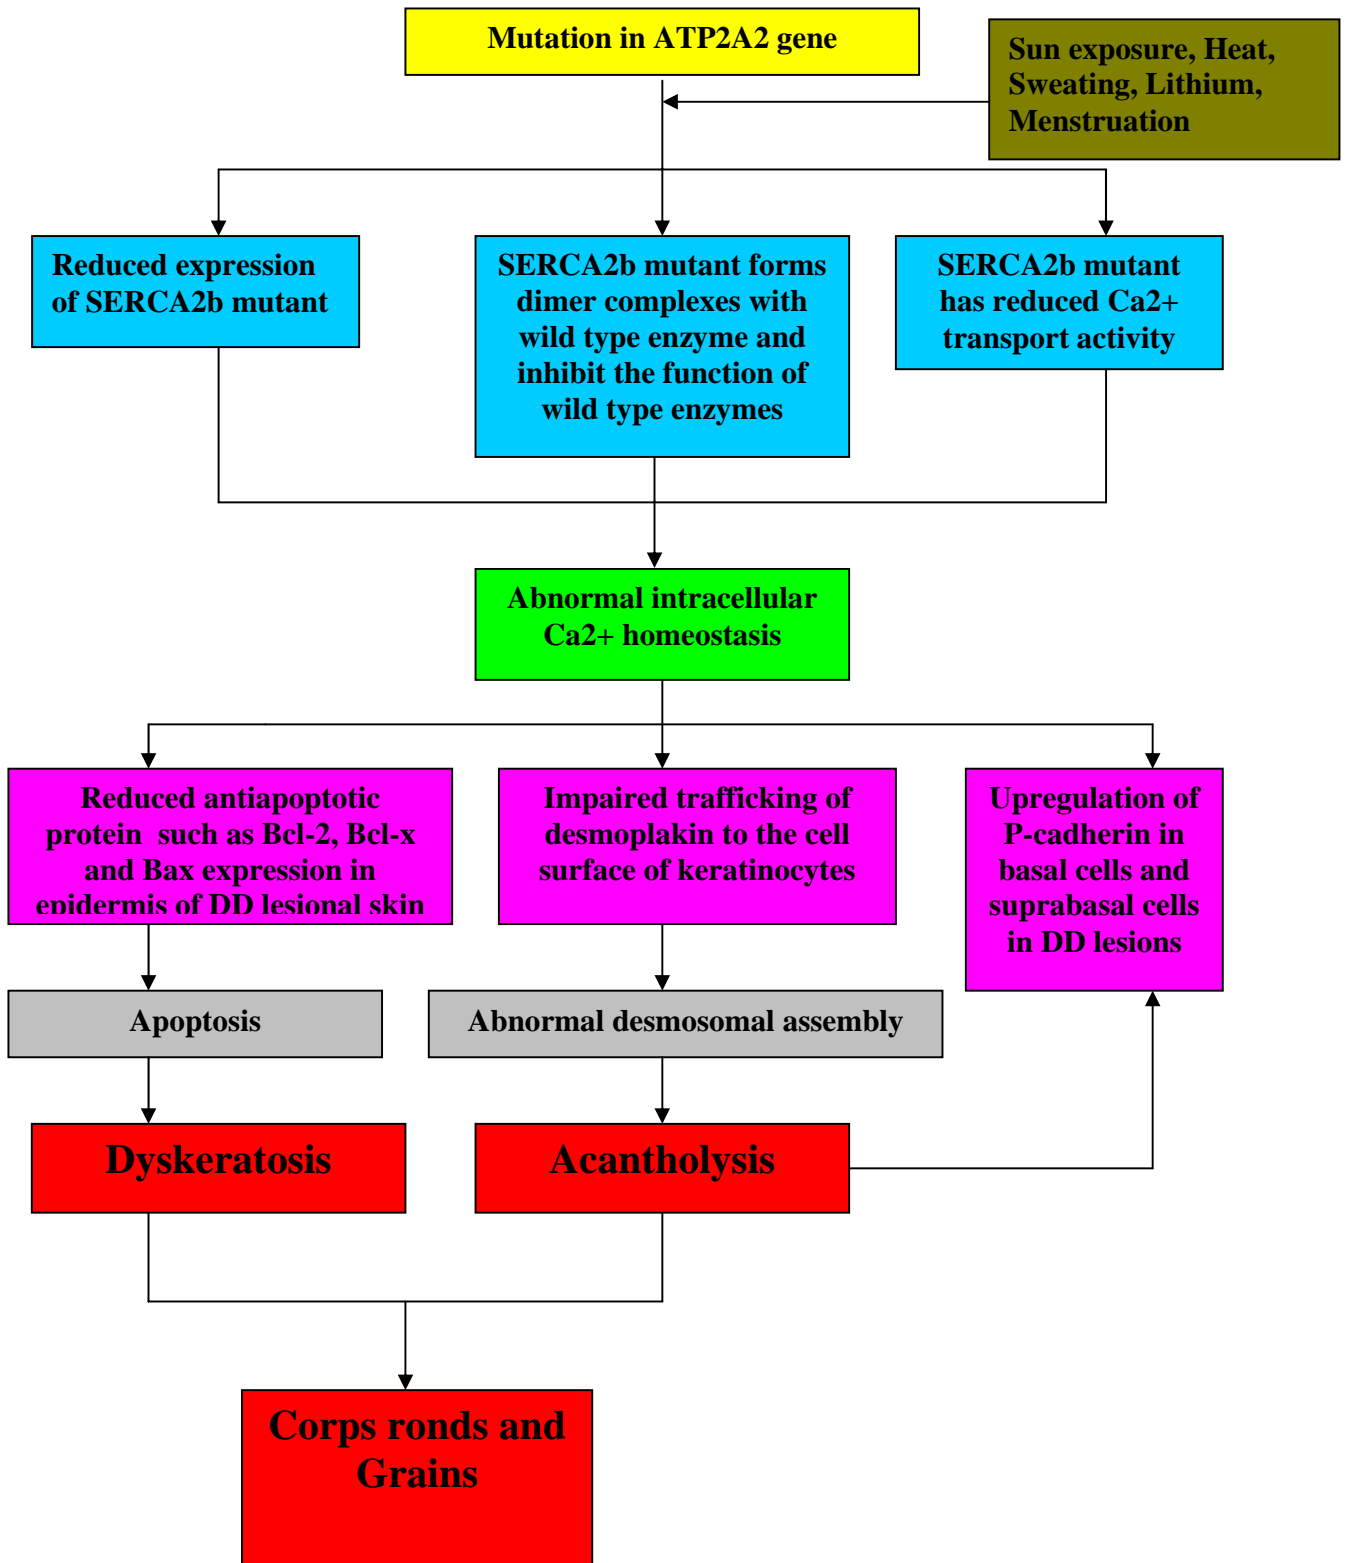 Mutation in ATP2A2 gene
Sun exposure, Heat,
Sweating, Lithium,
Menstruation
Reduced expression
of SERCA2b mutant
SERCA2b mutant forms
dimer complexes with
wild type enzyme and
inhibit the function of
wild type enzymes
SERCA2b mutant
has reduced Ca2+
transport activity
Abnormal intracellular
Ca2+ homeostasis
Reduced antiapoptotic
protein such as Bcl-2, Bcl-x
and Bax expression in
epidermis of DD lesional skin
Impaired trafficking of
desmoplakin to the cell
surface of keratinocytes
Upregulation of
P-cadherin in
basal cells and
suprabasal cells
in DD lesions
Apoptosis
Abnormal desmosomal assembly
Dyskeratosis
Acantholysis
Corps ronds and
Grains